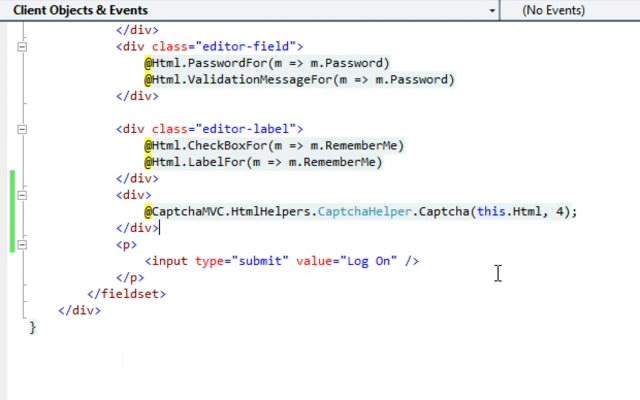 Client Objects & Events (No Events)
</div>
<div class="editor-field">
@Html.PasswordFor(m => m.Password)
@Html.ValidationMessageFor(m => m.Password)
</div>
<div class="editor-label">
@Html.CheckBoxFor(m => m.RememberMe)
@Html.LabelFor(m => m.RememberMe)
</div>
<div>
@CaptchaMVC.HtmlHelpers.CaptchaHelper.Captcha(this.Html, 4);
</div>
<p>
<input type="submit" value="Log On" />
</p>
</fieldset>
</div>
}